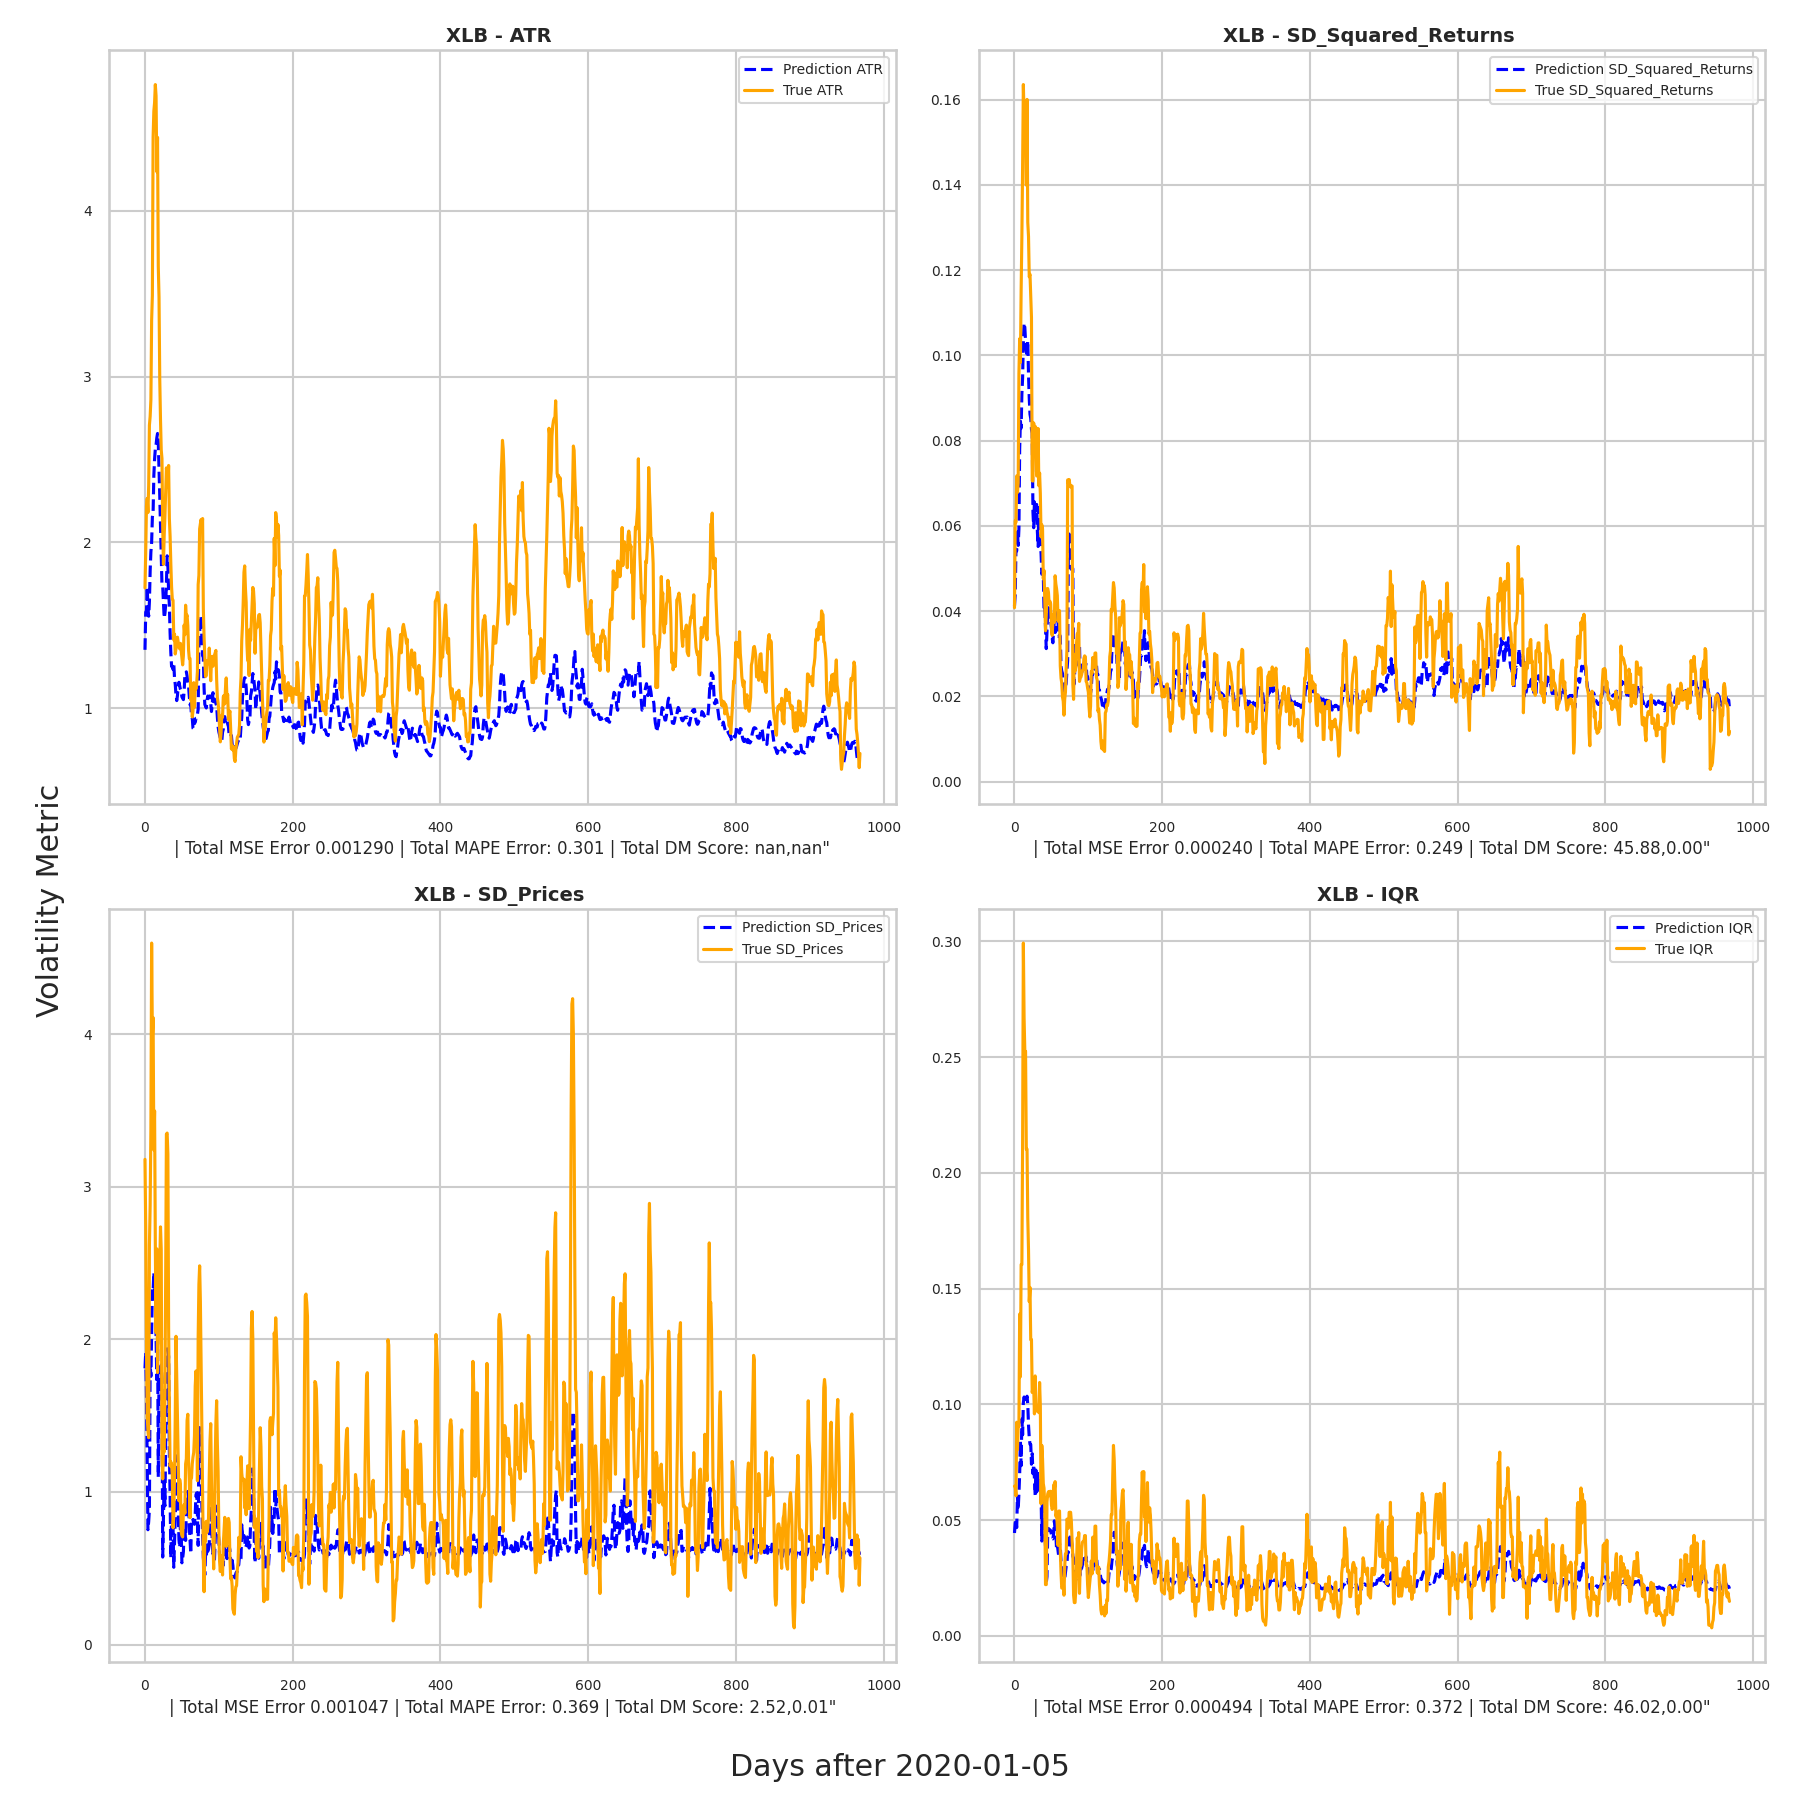 XLB - ATR
Prediction ATR
True ATR
4
3
2
1
0 200 400 600 800 1000
| Total MSE Error 0.001290 | Total MAPE Error: 0.301 | Total DM Score: nan,nan"
XLB - SD_Squared_Returns
Prediction SD_Squared_Returns
True SD_Squared_Returns
0.16
0.14
0.12
0.10
0.08
0.06
0.04
0.02
0.00
0 200 400 600 800 1000
| Total MSE Error 0.000240 | Total MAPE Error: 0.249 | Total DM Score: 45.88,0.00"
Volatility Metric
XLB - SD_Prices
Prediction SD_Prices
True SD_Prices
4
3
2
1
0
0 200 400 600 800 1000
| Total MSE Error 0.001047 | Total MAPE Error: 0.369 | Total DM Score: 2.52,0.01"
XLB - IQR
Prediction IQR
True IQR
0.30
0.25
0.20
0.15
0.10
0.05
0.00
0 200 400 600 800 1000
| Total MSE Error 0.000494 | Total MAPE Error: 0.372 | Total DM Score: 46.02,0.00"
Days after 2020-01-05